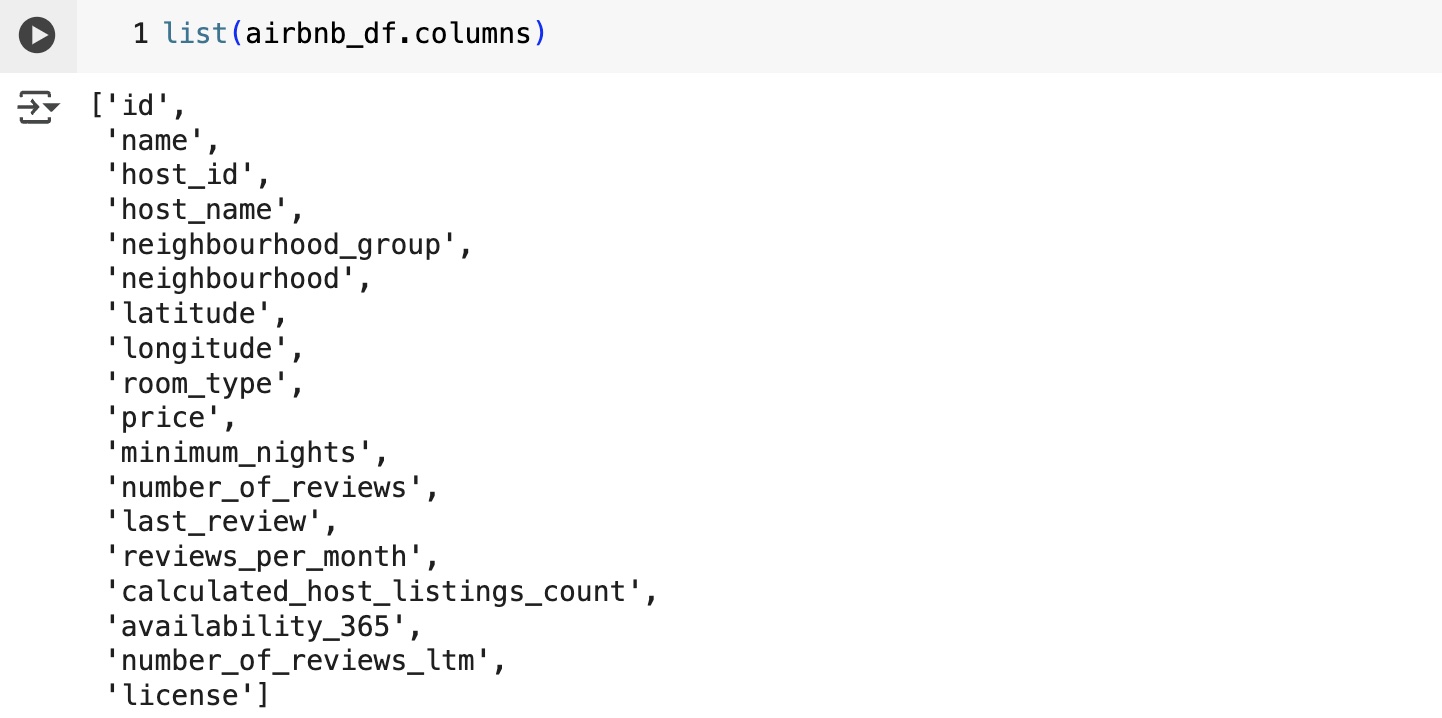 1 list(airbnb_df.columns)
['id',
'name',
'host_id',
'host_name',
'neighbourhood_group',
'neighbourhood',
'latitude',
'longitude',
'room_type',
'price',
'minimum_nights',
'number_of_reviews',
'last_review',
'reviews_per_month',
'calculated_host_listings_count',
'availability_365',
'number_of_reviews_ltm',
'license']